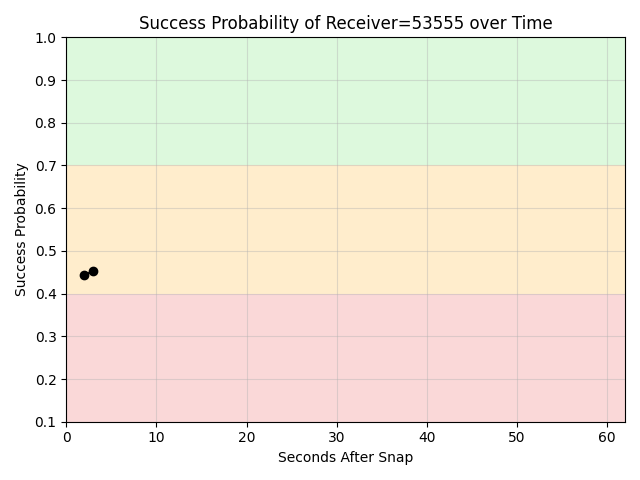 Success Probability of Receiver=53555 over Time
1.0
0.9
0.8
0.7
0.6
0.5
0.4
0.3
0.2
0.1
Success Probability
0 10 20 30 40 50 60
Seconds After Snap